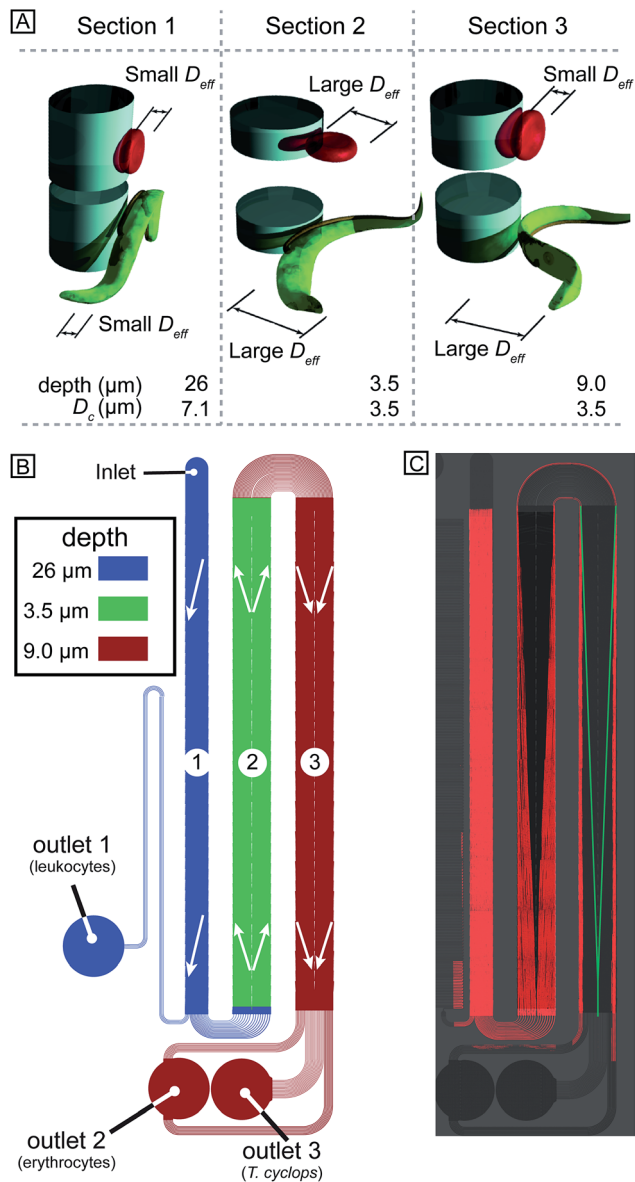 A
Section 1
Section 2
Section 3
Small Deff
Large Deff
Small Deff
Small Deff
Large Deff
Large Deff
depth (µm) 26 3.5 9.0
Dc (µm) 7.1 3.5 3.5
B
C
Inlet
depth
26 µm
3.5 µm
9.0 µm
1
2
3
outlet 1
(leukocytes)
outlet 2
(erythrocytes)
outlet 3
(T. cyclops)